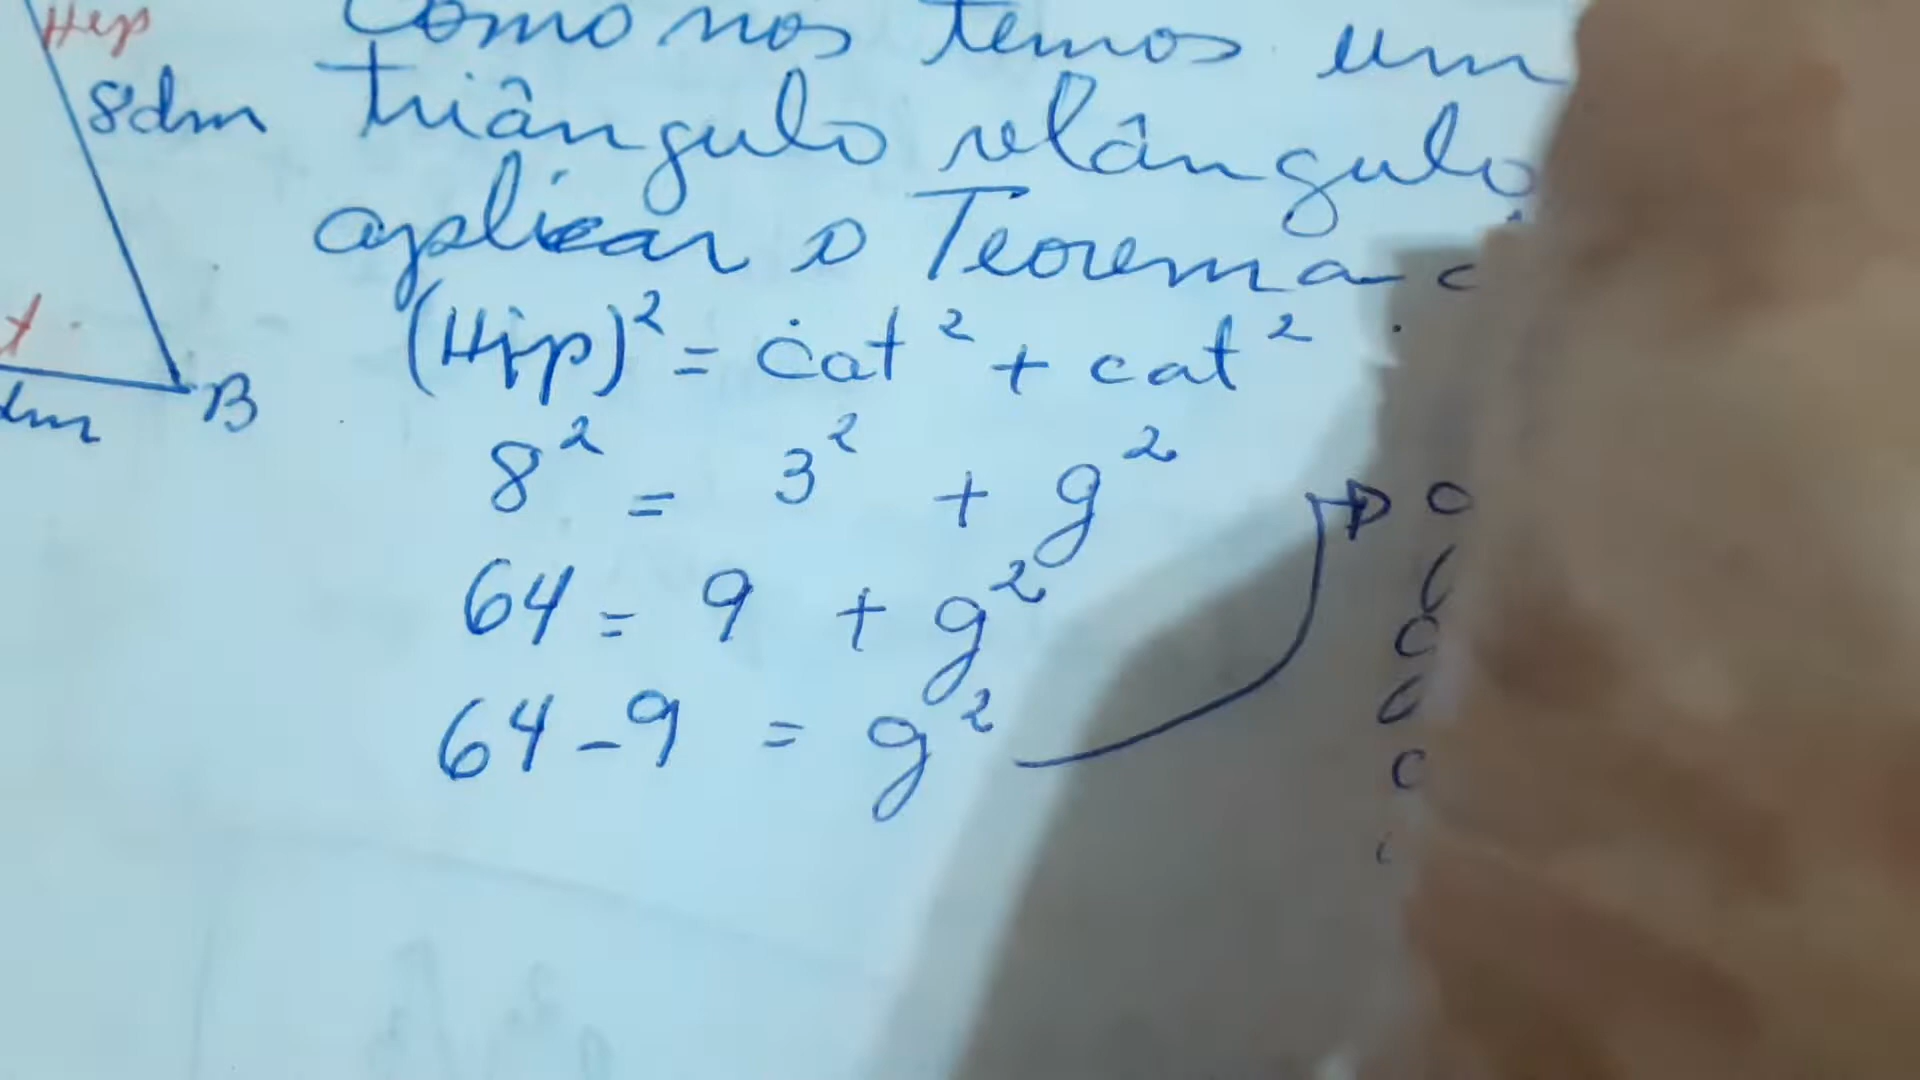 Hip
8dm
B
dm
Como nós temos um
triângulo retângulo
aplicar o Teorema
(Hip)² = cat² + cat²
8² = 3² + g²
64 = 9 + g²
64 - 9 = g²